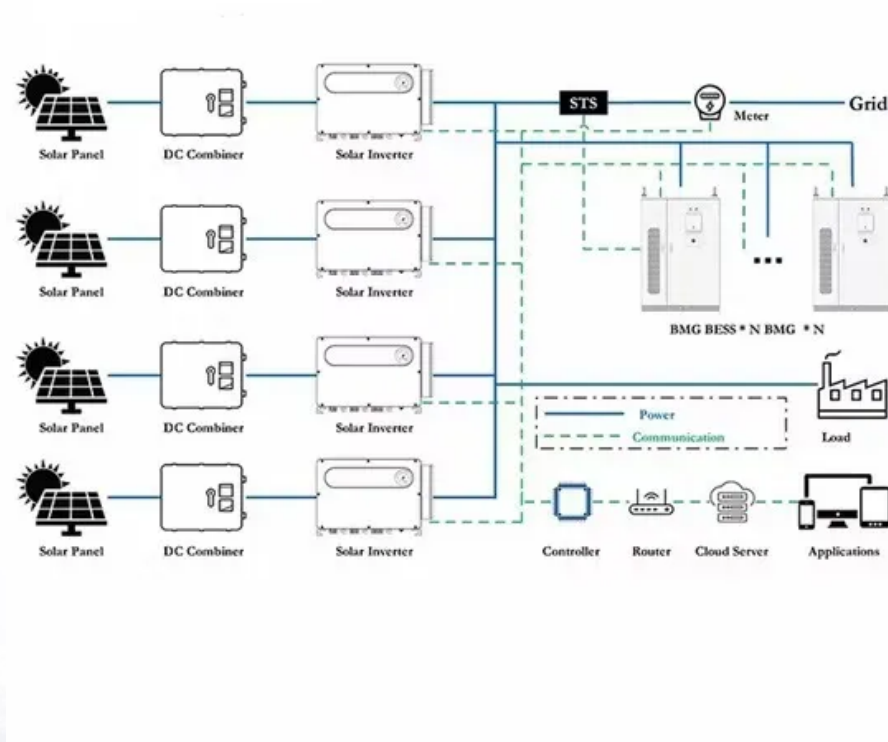 STS
Grid
Meter
Solar Panel
DC Combiner
Solar Inverter
Solar Panel
DC Combiner
Solar Inverter
BMG BESS * N BMG * N
Solar Panel
DC Combiner
Solar Inverter
Power
Communication
Load
Solar Panel
DC Combiner
Solar Inverter
Controller
Router
Cloud Server
Applications